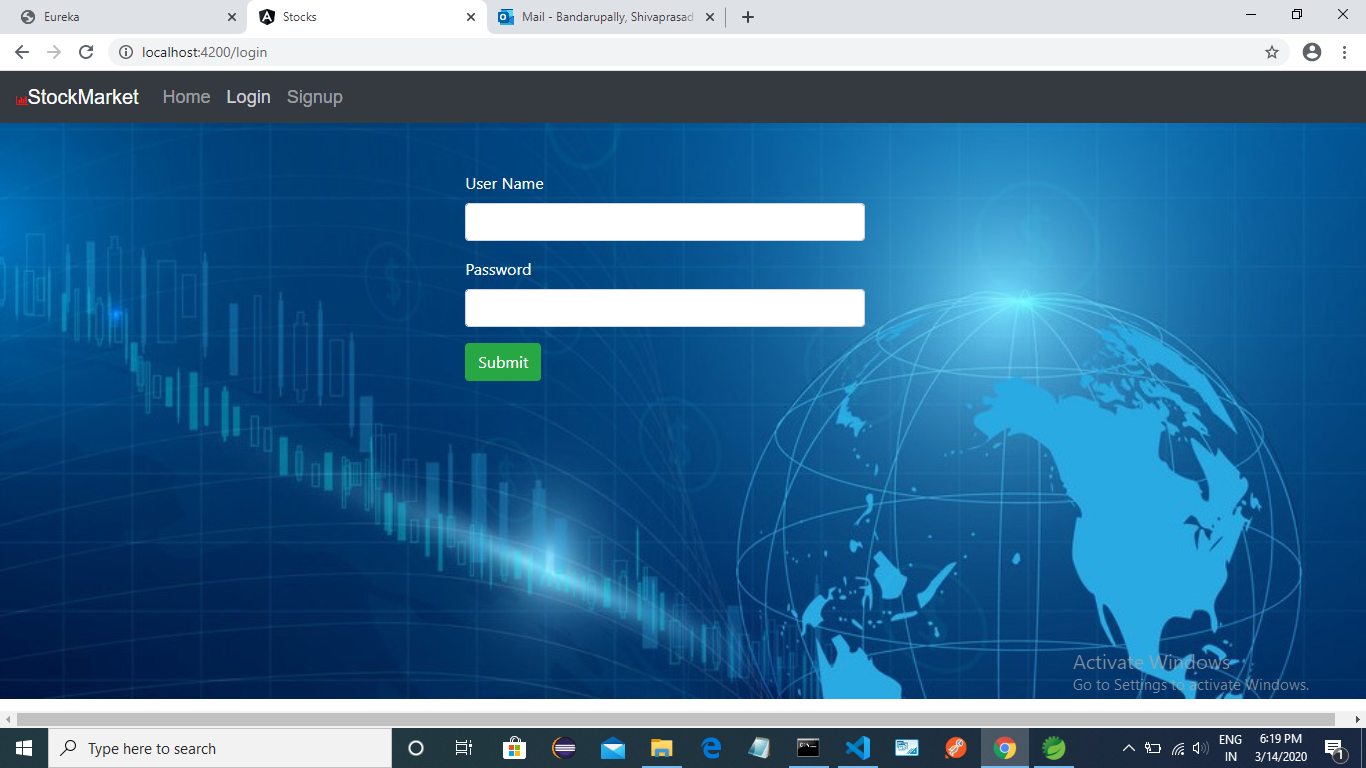 Eureka
Stocks
Mail - Bandarupally, Shivaprasad
localhost:4200/login
StockMarket Home Login Signup
User Name
Password
Submit
Activate Windows
Go to Settings to activate Windows.
Type here to search
ENG
IN
6:19 PM
3/14/2020
1